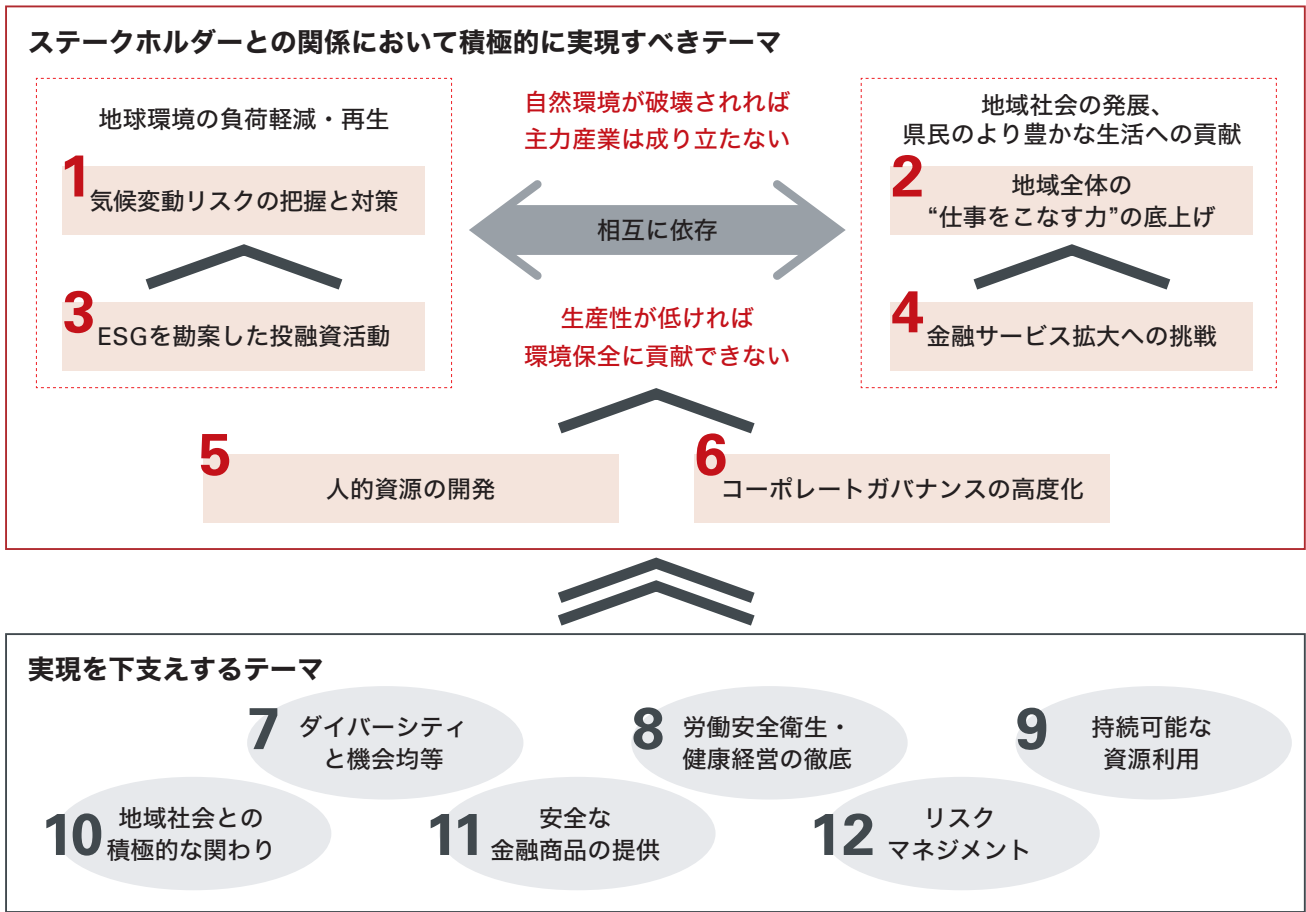 ステークホルダーとの関係において積極的に実現すべきテーマ
地球環境の負荷軽減・再生
1
気候変動リスクの把握と対策
3
ESGを勘案した投融資活動
自然環境が破壊されれば
主力産業は成り立たない
相互に依存
生産性が低ければ
環境保全に貢献できない
地域社会の発展、
県民のより豊かな生活への貢献
2
地域全体の
“仕事をこなす力”の底上げ
4
金融サービス拡大への挑戦
5
人的資源の開発
6
コーポレートガバナンスの高度化
実現を下支えするテーマ
7
ダイバーシティ
と機会均等
8
労働安全衛生・
健康経営の徹底
9
持続可能な
資源利用
10
地域社会との
積極的な関わり
11
安全な
金融商品の提供
12
リスク
マネジメント